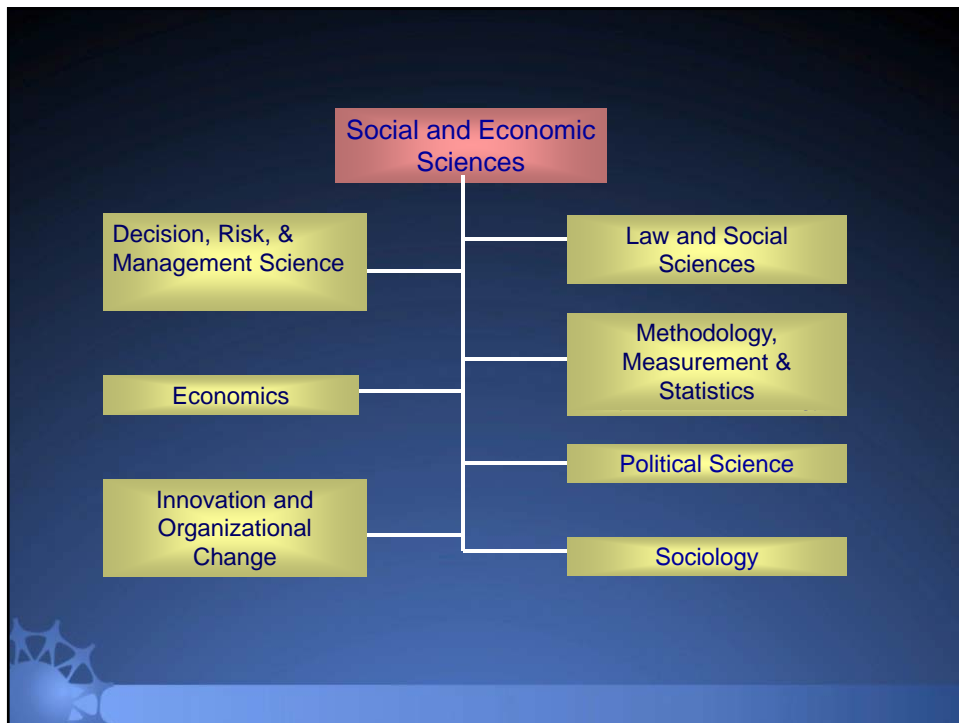 Social and Economic
Sciences
Decision, Risk, &
Management Science
Economics
Innovation and
Organizational
Change
Law and Social
Sciences
Methodology,
Measurement &
Statistics
Political Science
Sociology